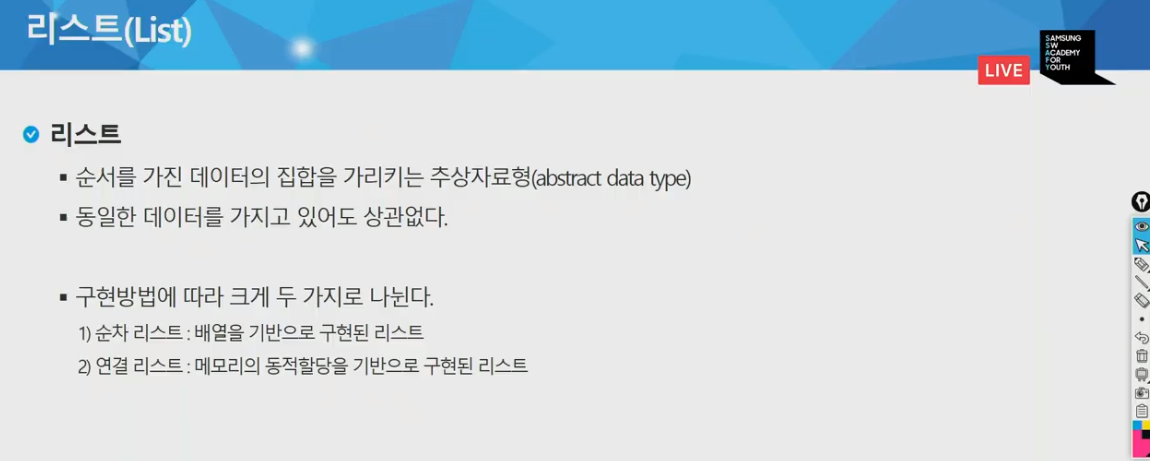 리스트(List)
LIVE
SAMSUNG
SW
ACADEMY
FOR
YOUTH
리스트
▪ 순서를 가진 데이터의 집합을 가리키는 추상자료형(abstract data type)
▪ 동일한 데이터를 가지고 있어도 상관없다.
▪ 구현방법에 따라 크게 두 가지로 나뉜다.
1) 순차 리스트 : 배열을 기반으로 구현된 리스트
2) 연결 리스트 : 메모리의 동적할당을 기반으로 구현된 리스트